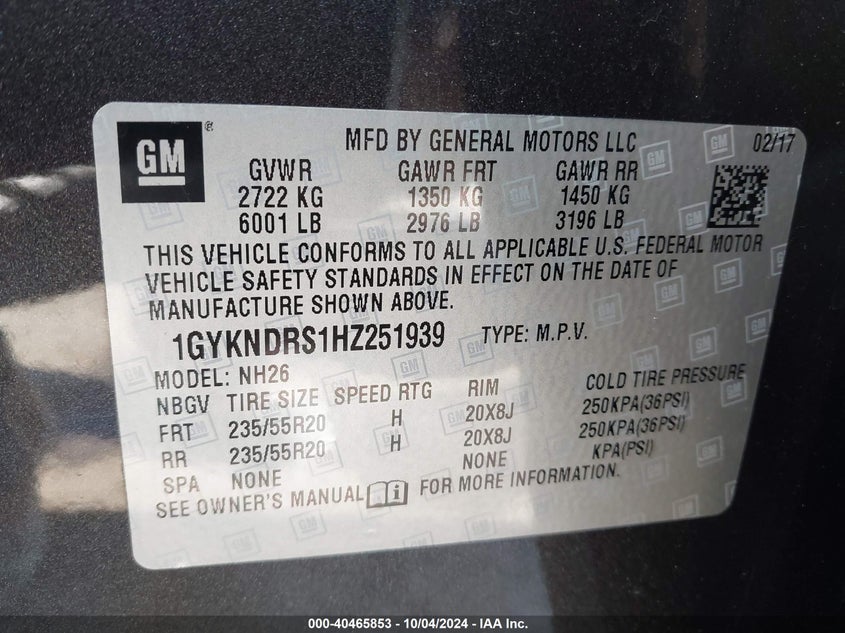 GM ® MFD BY GENERAL MOTORS LLC 02/17
GVWR GAWR FRT GAWR RR
2722 KG 1350 KG 1450 KG
6001 LB 2976 LB 3196 LB
THIS VEHICLE CONFORMS TO ALL APPLICABLE U.S. FEDERAL MOTOR
VEHICLE SAFETY STANDARDS IN EFFECT ON THE DATE OF
MANUFACTURE SHOWN ABOVE.
1GYKNDRS1HZ251939 TYPE: M.P.V.
MODEL: NH26
NBGV TIRE SIZE SPEED RTG RIM COLD TIRE PRESSURE
FRT 235/55R20 H 20X8J 250KPA(36PSI)
RR 235/55R20 H 20X8J 250KPA(36PSI)
SPA NONE NONE KPA(PSI)
SEE OWNER'S MANUAL FOR MORE INFORMATION.
000-40465853 - 10/04/2024 - IAA Inc.